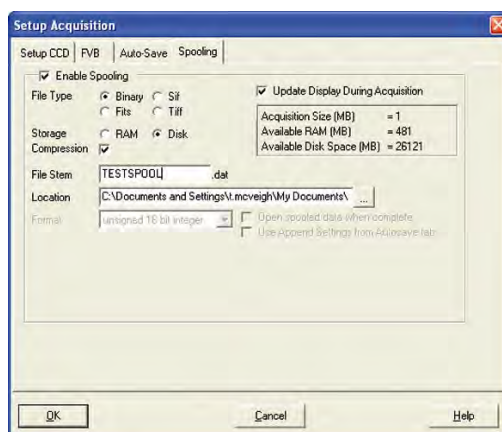 Setup Acquisition
Setup CCD FVB Auto-Save Spooling
Enable Spooling
File Type Binary Sif
Fits Tiff
Update Display During Acquisition
Acquisition Size (MB) = 1
Available RAM (MB) = 481
Available Disk Space (MB) = 26121
Storage RAM Disk
Compression
File Stem TESTSPOOL .dat
Location C:\Documents and Settings\t.mcveigh\My Documents\ ...
Format unsigned 16 bit integer
Open spooled data when complete
Use Append Settings from Autosave tab
OK Cancel Help